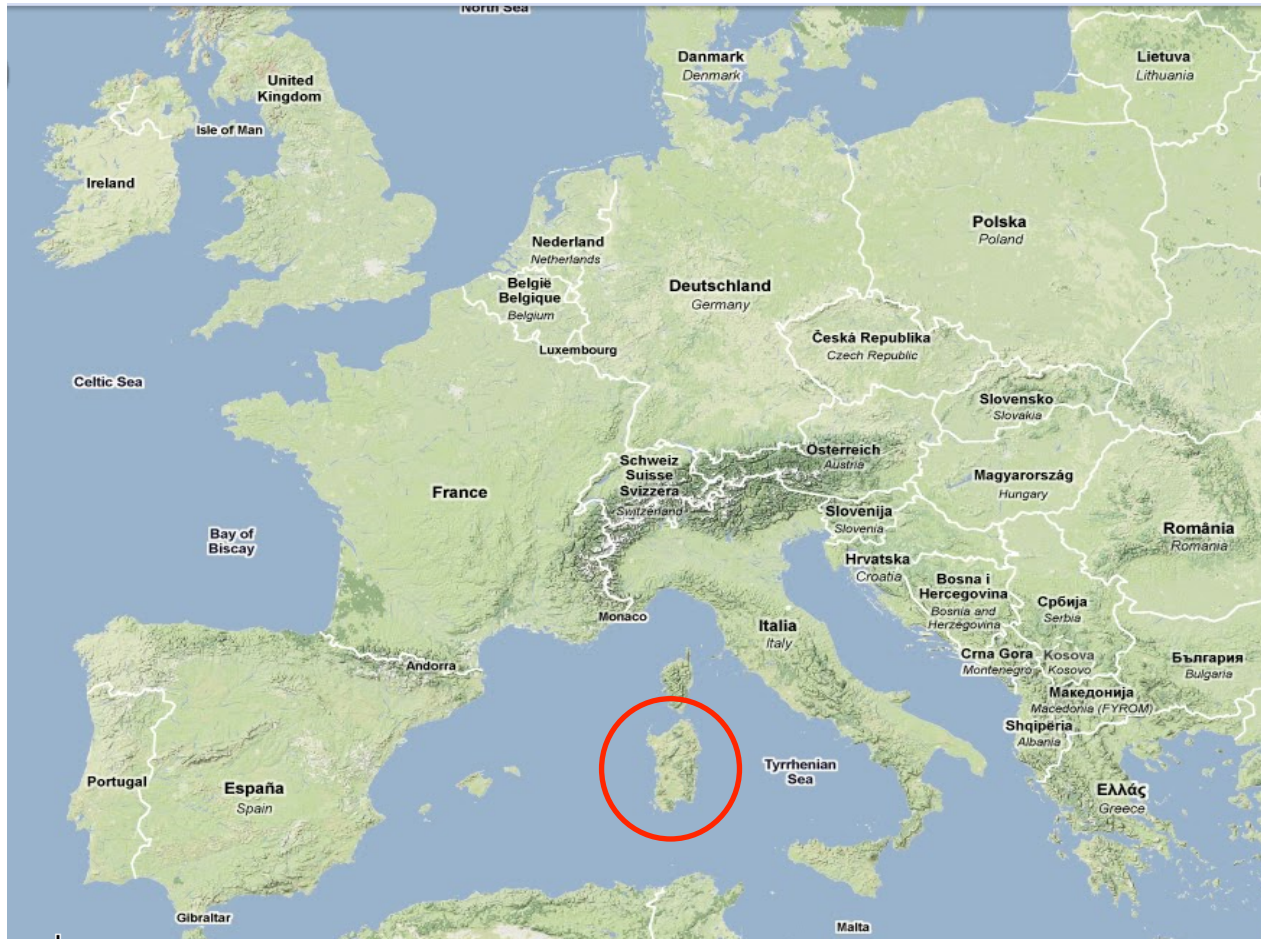 North Sea
Danmark
Denmark
Lietuva
Lithuania
United
Kingdom
Isle of Man
Ireland
Polska
Poland
Nederland
Netherlands
België
Belgique
Belgium
Deutschland
Germany
Luxembourg
Česká Republika
Czech Republic
Celtic Sea
Slovensko
Slovakia
Österreich
Austria
Schweiz
Suisse
Svizzera
Switzerland
France
Magyarország
Hungary
Slovenija
Slovenia
România
Romania
Bay of
Biscay
Hrvatska
Croatia
Bosna i
Hercegovina
Bosnia and
Herzegovina
Србија
Serbia
Monaco
Italia
Italy
Andorra
Crna Gora
Montenegro
Kosova
Kosovo
България
Bulgaria
Македонија
Macedonia (FYROM)
Shqipëria
Albania
Portugal
España
Spain
Tyrrhenian
Sea
Ελλάς
Greece
Gibraltar
Malta